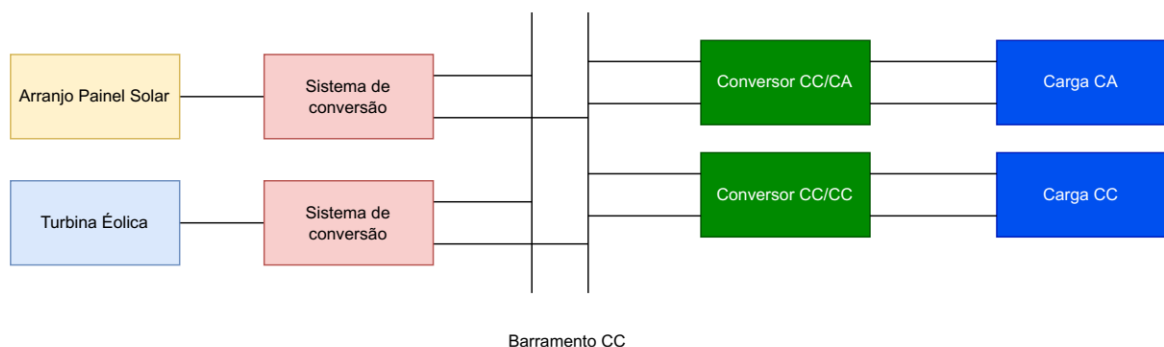 Arranjo Painel Solar
Sistema de
conversão
Conversor CC/CA
Carga CA
Turbina Éolica
Sistema de
conversão
Conversor CC/CC
Carga CC
Barramento CC